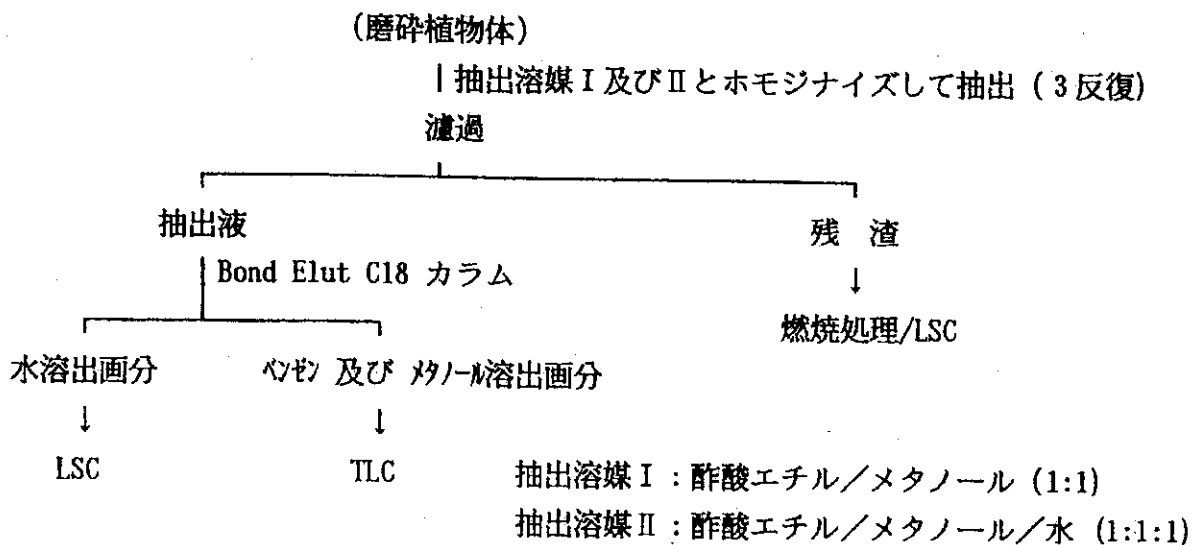 (磨砕植物体)
抽出溶媒Ⅰ及びⅡとホモジナイズして抽出 (3反復)
濾過
抽出液
残 渣
Bond Elut C18 カラム
燃焼処理/LSC
水溶出画分
ベンゼン 及び メタノール溶出画分
LSC
TLC
抽出溶媒Ⅰ:酢酸エチル/メタノール (1:1)
抽出溶媒Ⅱ:酢酸エチル/メタノール/水 (1:1:1)